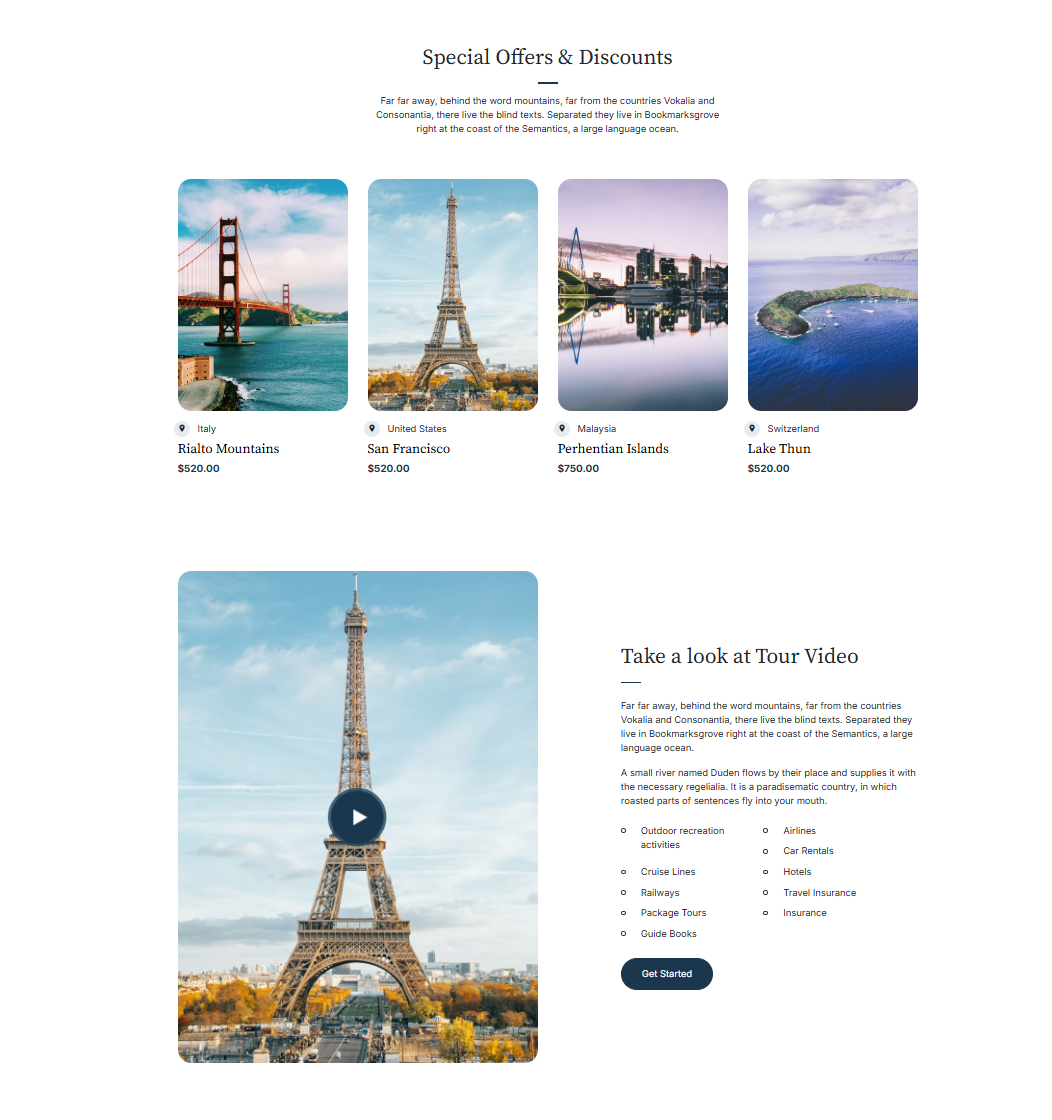 Special Offers & Discounts
Far far away, behind the word mountains, far from the countries Vokalia and
Consonantia, there live the blind texts. Separated they live in Bookmarksgrove
right at the coast of the Semantics, a large language ocean.
Italy
Rialto Mountains
$520.00
United States
San Francisco
$520.00
Malaysia
Perhentian Islands
$750.00
Switzerland
Lake Thun
$520.00
Take a look at Tour Video
Far far away, behind the word mountains, far from the countries
Vokalia and Consonantia, there live the blind texts. Separated they
live in Bookmarksgrove right at the coast of the Semantics, a large
language ocean.
A small river named Duden flows by their place and supplies it with
the necessary regelialia. It is a paradisematic country, in which
roasted parts of sentences fly into your mouth.
Outdoor recreation
activities
Cruise Lines
Railways
Package Tours
Guide Books
Airlines
Car Rentals
Hotels
Travel Insurance
Insurance
Get Started